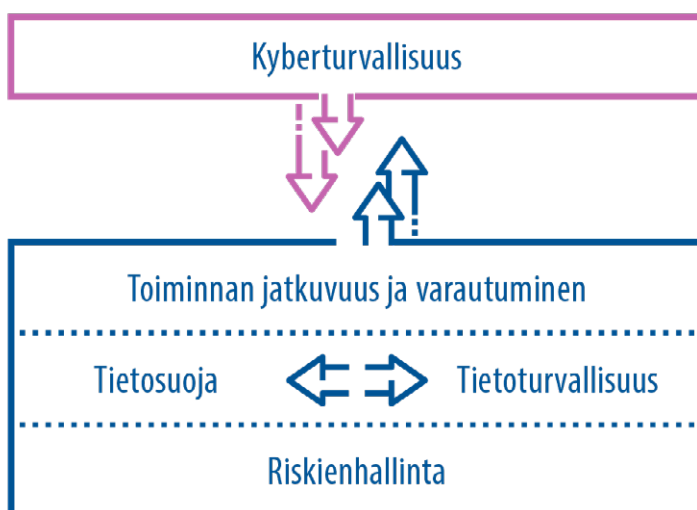 Kyberturvallisuus
Toiminnan jatkuvuus ja varautuminen
Tietosuoja
Tietoturvallisuus
Riskienhallinta